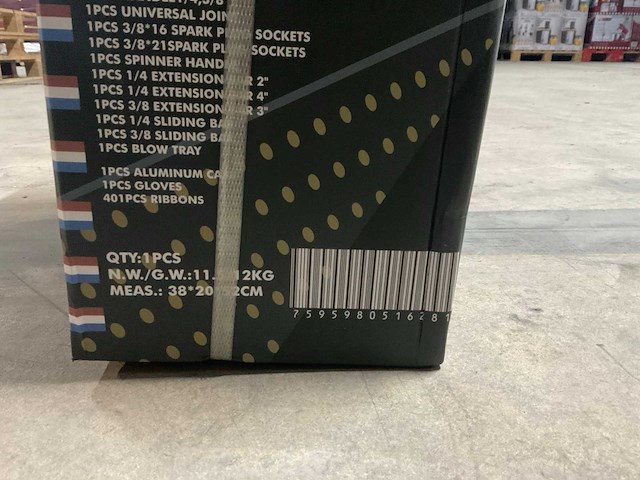 1PCS UNIVERSAL JOIN
1PCS 3/8*16 SPARK PL SOCKETS
1PCS 3/8*21SPARK PLU SOCKETS
1PCS SPINNER HAND
1PCS 1/4 EXTENSION R 2"
1PCS 1/4 EXTENSION R 4"
1PCS 3/8 EXTENSION R 3"
1PCS 1/4 SLIDING BA
1PCS 3/8 SLIDING BA
1PCS BLOW TRAY
1PCS ALUMINUM CA
1PCS GLOVES
401PCS RIBBONS
QTY:1PCS
N.W./G.W.:11. 12KG
MEAS.: 38*20 2CM
7595980516281